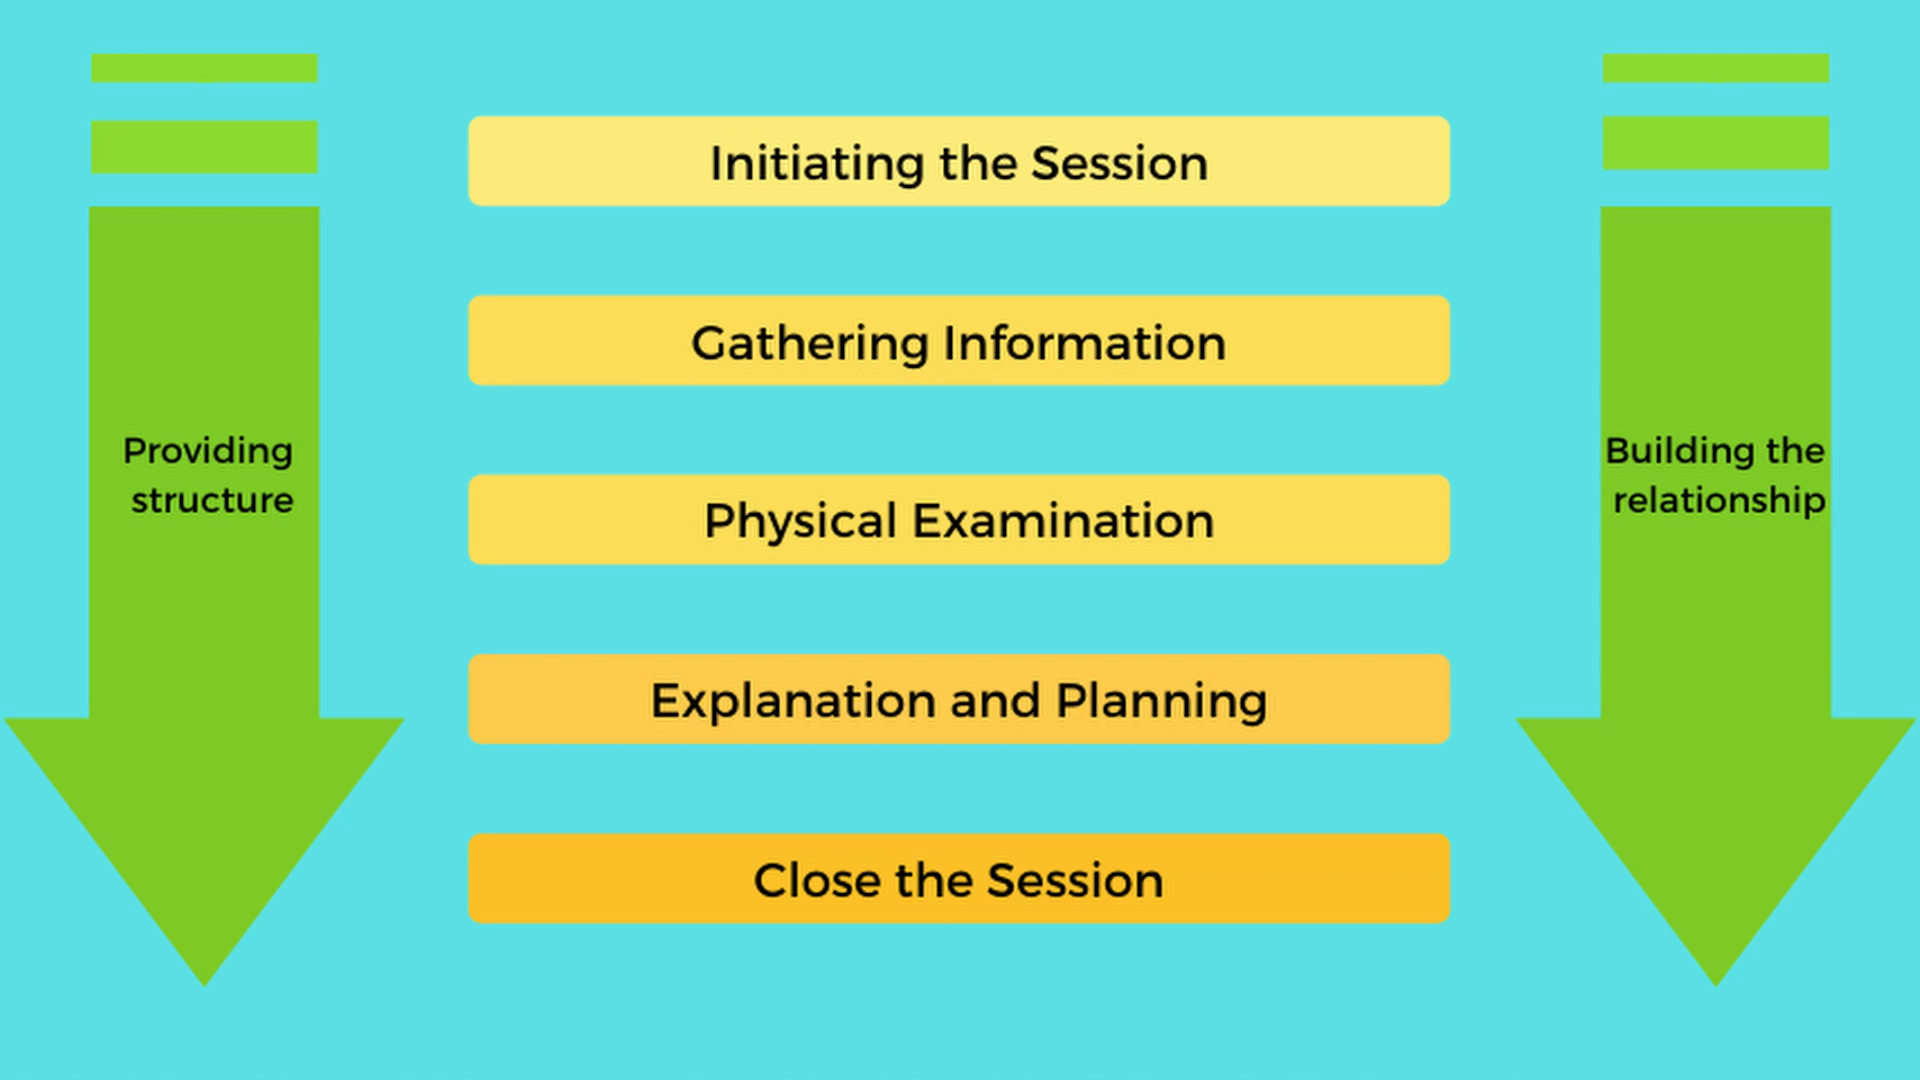 Initiating the Session
Gathering Information
Physical Examination
Explanation and Planning
Close the Session
Providing
structure
Building the
relationship